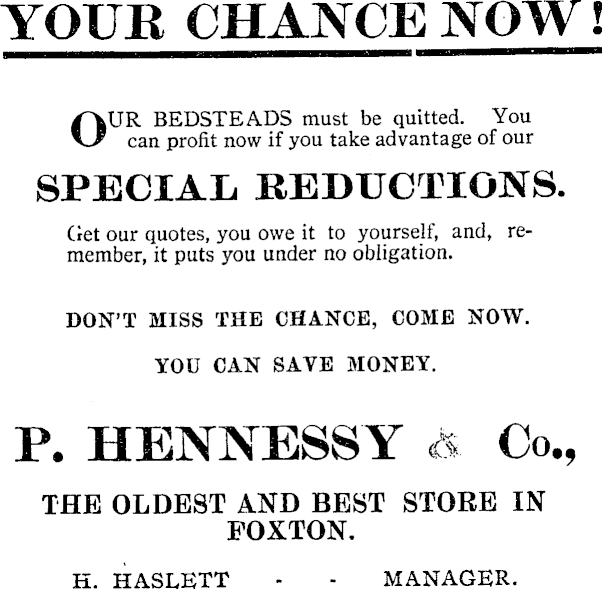 YOUR CHANCE NOW!
OUR BEDSTEADS must be quitted. You
can profit now if you take advantage of our
SPECIAL REDUCTIONS.
Get our quotes, you owe it to yourself, and, re-
member, it puts you under no obligation.
DON'T MISS THE CHANCE, COME NOW.
YOU CAN SAVE MONEY.
P. HENNESSY & Co.,
THE OLDEST AND BEST STORE IN
FOXTON.
H. HASLETT - - MANAGER.